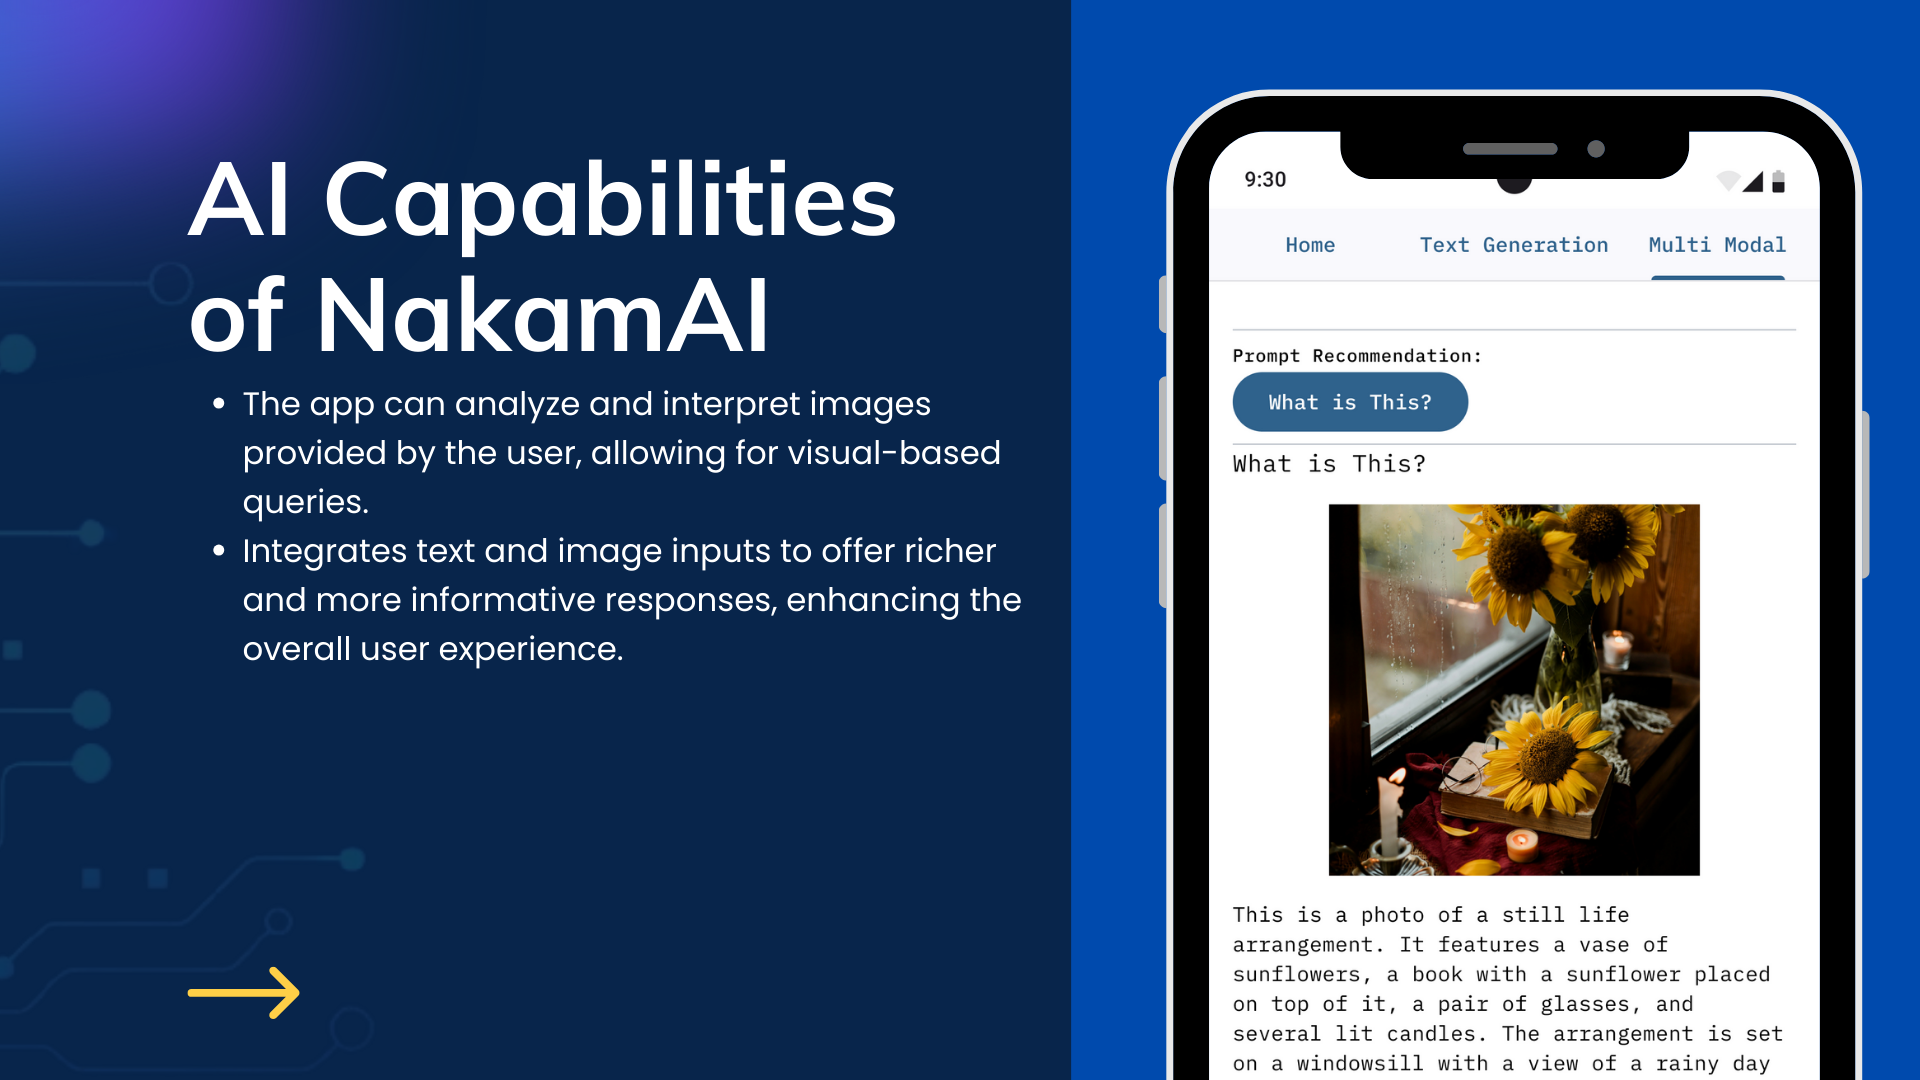 AI Capabilities
of NakamAI
• The app can analyze and interpret images
provided by the user, allowing for visual-based
queries.
• Integrates text and image inputs to offer richer
and more informative responses, enhancing the
overall user experience.
9:30
Home Text Generation Multi Modal
Prompt Recommendation:
What is This?
What is This?
This is a photo of a still life
arrangement. It features a vase of
sunflowers, a book with a sunflower placed
on top of it, a pair of glasses, and
several lit candles. The arrangement is set
on a windowsill with a view of a rainy day